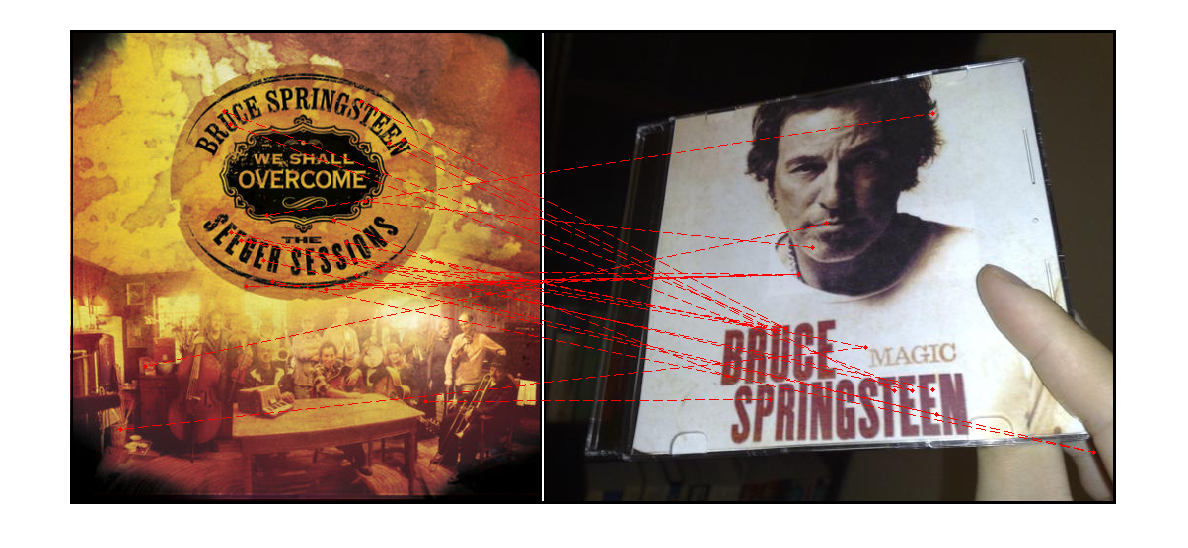 BRUCE SPRINGSTEEN
WE SHALL
OVERCOME
THE
SEEGER SESSIONS
BRUCE
MAGIC
SPRINGSTEEN